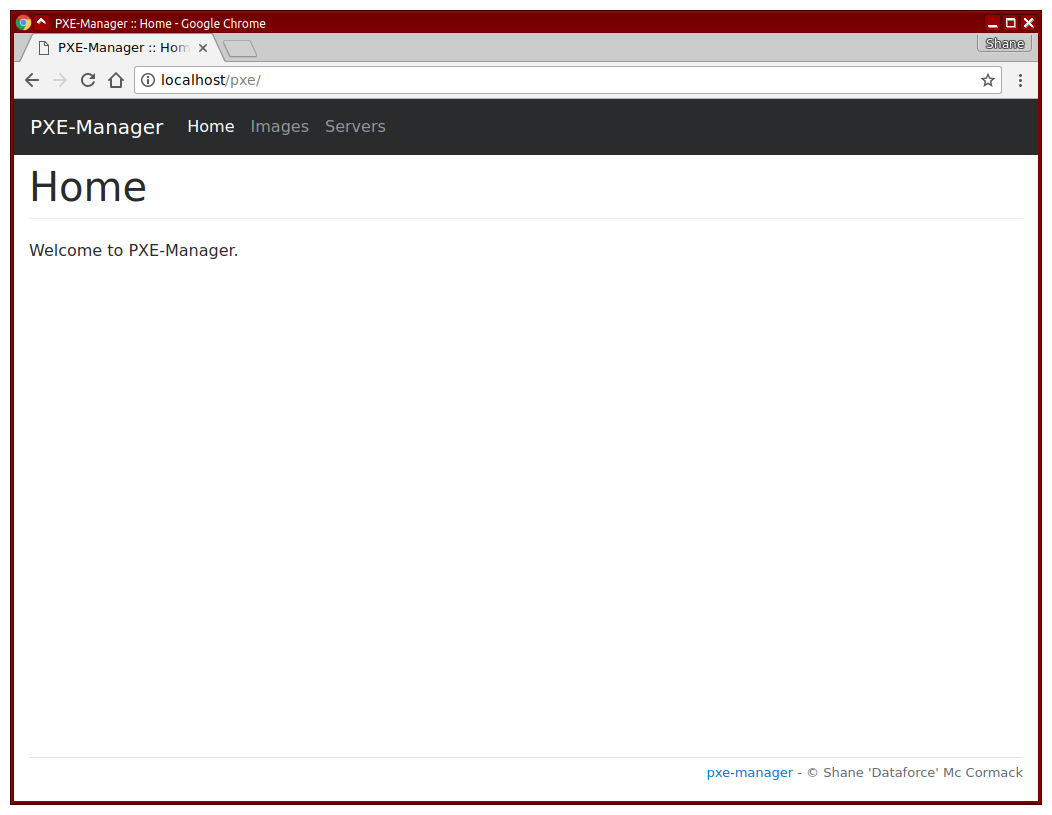 PXE-Manager :: Home - Google Chrome
PXE-Manager :: Hom
Shane
localhost/pxe/
PXE-Manager Home Images Servers
Home
Welcome to PXE-Manager.
pxe-manager - © Shane 'Dataforce' Mc Cormack